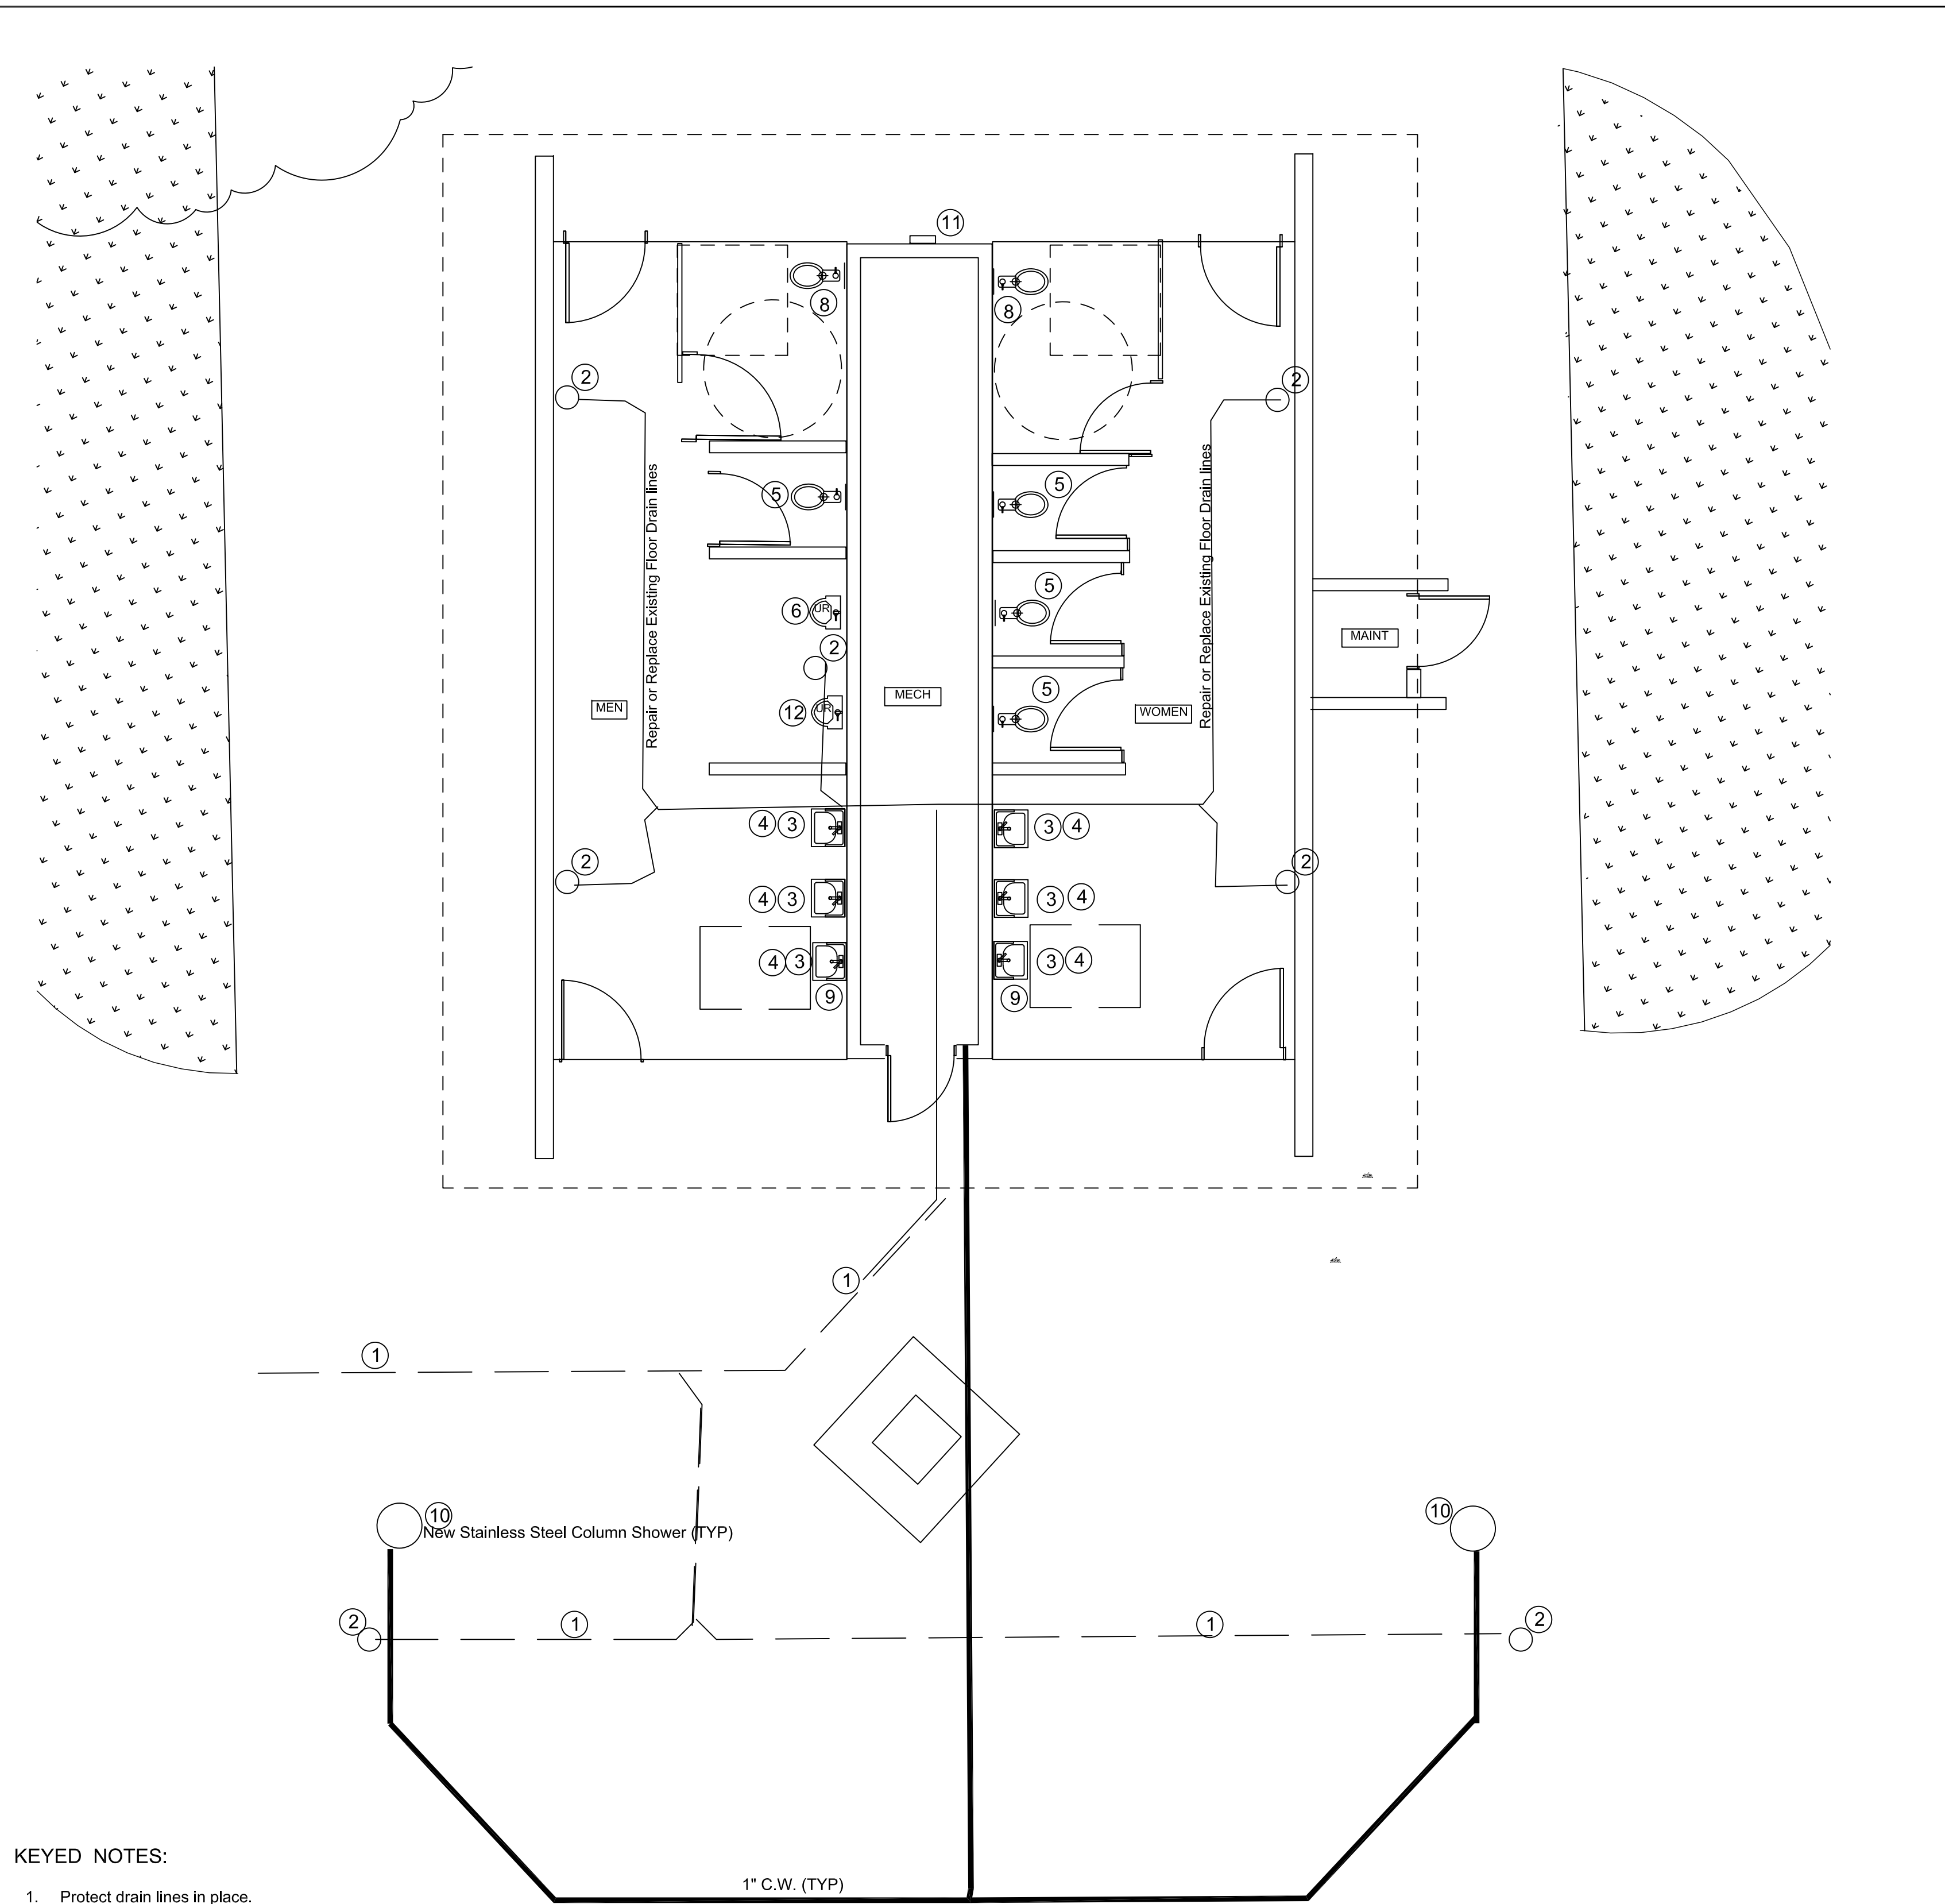 11
8
8
2
2
5
5
Repair or Replace Existing Floor Drain lines
Repair or Replace Existing Floor Drain lines
5
6
UR
MAINT
2
5
MECH
MEN
12
UR
WOMEN
4 3
3 4
2
2
4 3
3 4
4 3
3 4
9
9
1
1
10
New Stainless Steel Column Shower (TYP)
10
2
1
1
2
KEYED NOTES:
1" C.W. (TYP)
1. Protect drain lines in place.